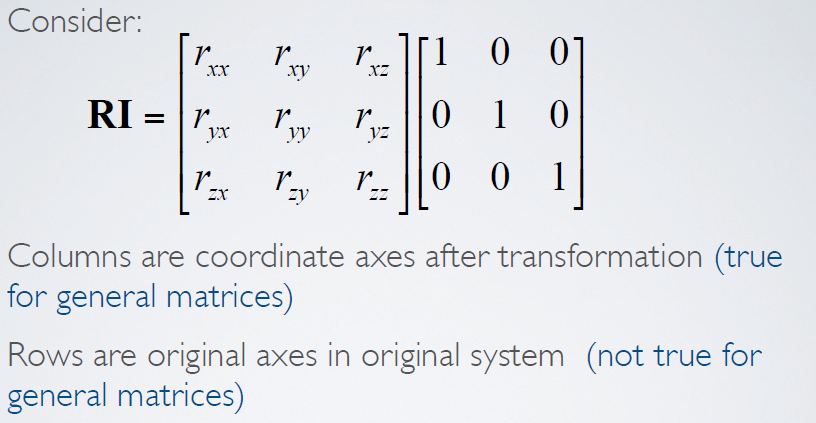 Consider:
RI = [r_xx r_xy r_xz] [1 0 0]
[r_yx r_yy r_yz] [0 1 0]
[r_zx r_zy r_zz] [0 0 1]
Columns are coordinate axes after transformation (true
for general matrices)
Rows are original axes in original system (not true for
general matrices)